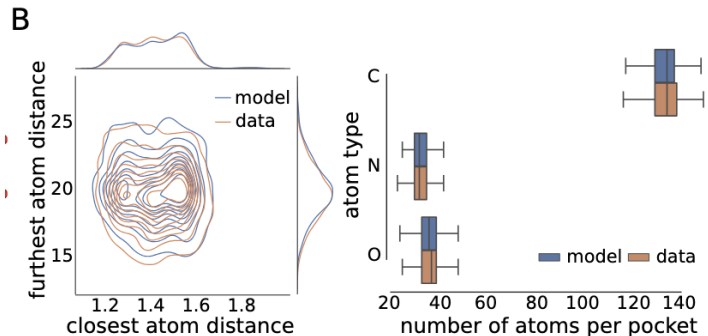 B
furthest atom distance
25
20
15
model
data
1.2 1.4 1.6 1.8
closest atom distance
atom type
C
N
O
model data
20 40 60 80 100 120 140
number of atoms per pocket